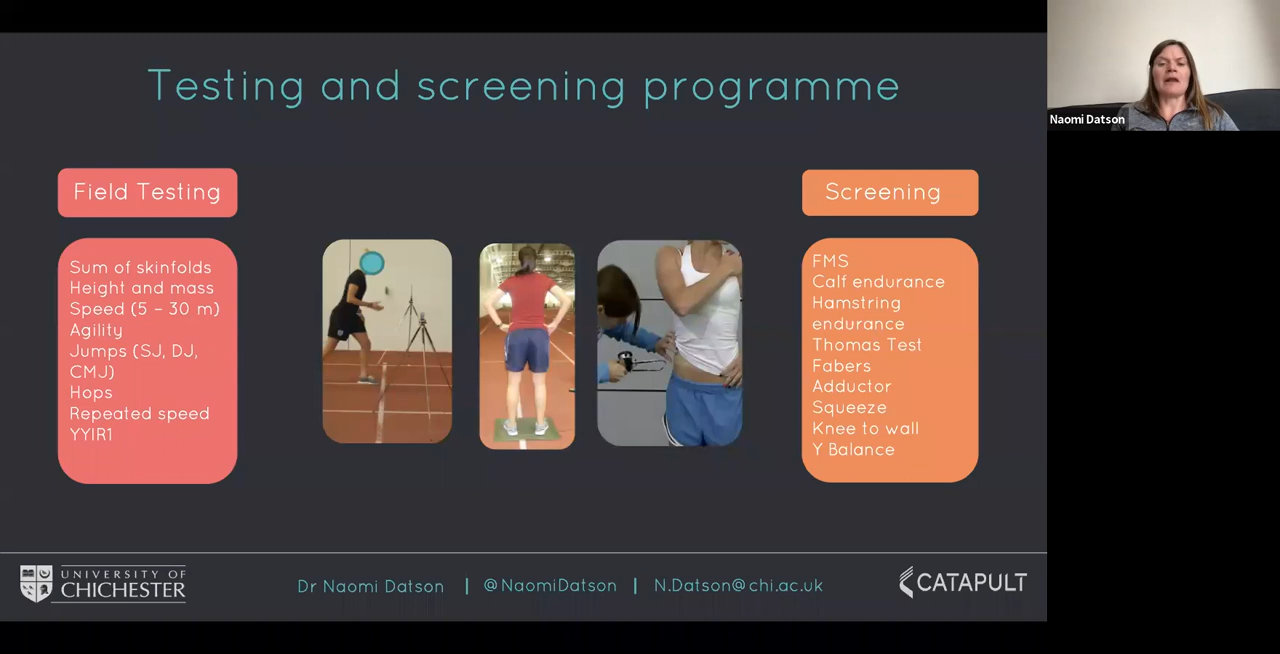 Testing and screening programme
Field Testing
Sum of skinfolds
Height and mass
Speed (5 – 30 m)
Agility
Jumps (SJ, DJ,
CMJ)
Hops
Repeated speed
YYIR1
Screening
FMS
Calf endurance
Hamstring
endurance
Thomas Test
Fabers
Adductor
Squeeze
Knee to wall
Y Balance
UNIVERSITY OF
CHICHESTER
Dr Naomi Datson | @NaomiDatson | N.Datson@chi.ac.uk
CATAPULT
Naomi Datson